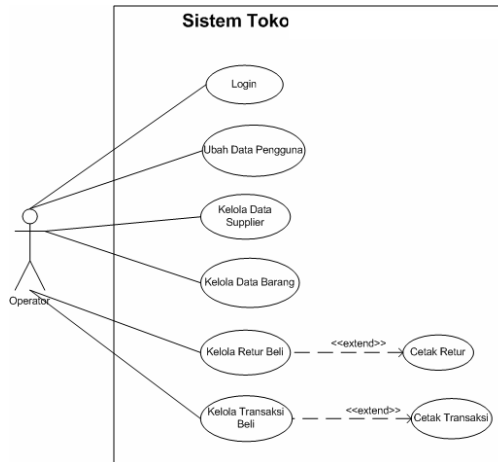 Sistem Toko
Login
Ubah Data Pengguna
Kelola Data
Supplier
Operator
Kelola Data Barang
Kelola Retur Beli
<<extend>>
Cetak Retur
Kelola Transaksi
Beli
<<extend>>
Cetak Transaksi